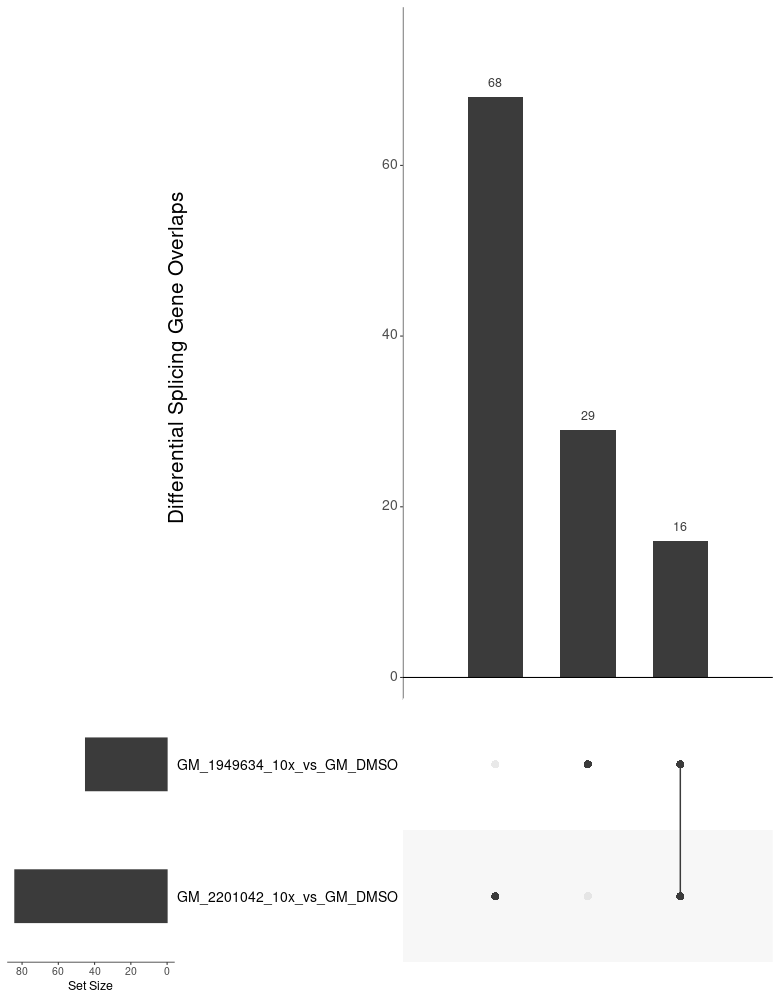 Differential Splicing Gene Overlaps
68
60
40
29
20
16
0
GM_1949634_10x_vs_GM_DMSO
GM_2201042_10x_vs_GM_DMSO
80 60 40 20 0
Set Size